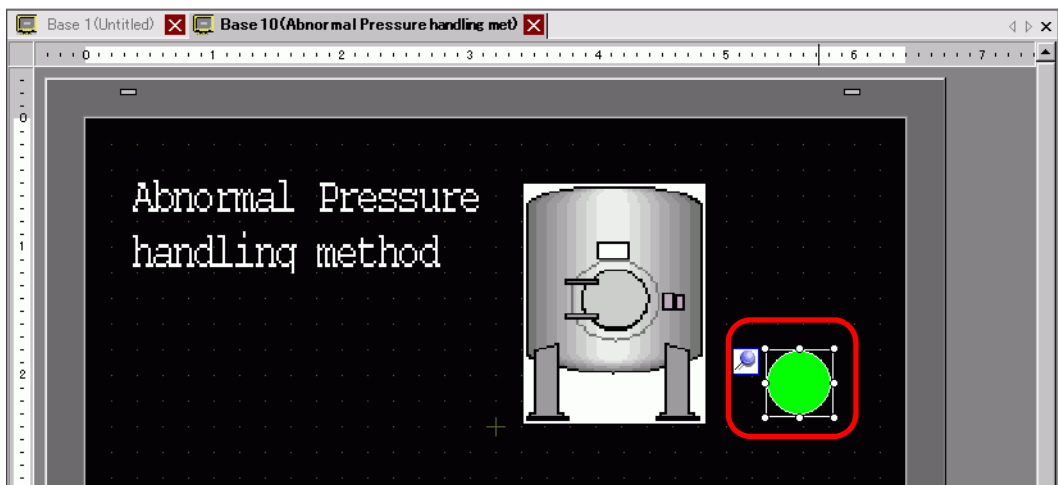 Base 1(Untitled) Base 10(Abnormal Pressure handling met)
0 1 2 3 4 5 6 7
0
Abnormal Pressure
handling method
1
2